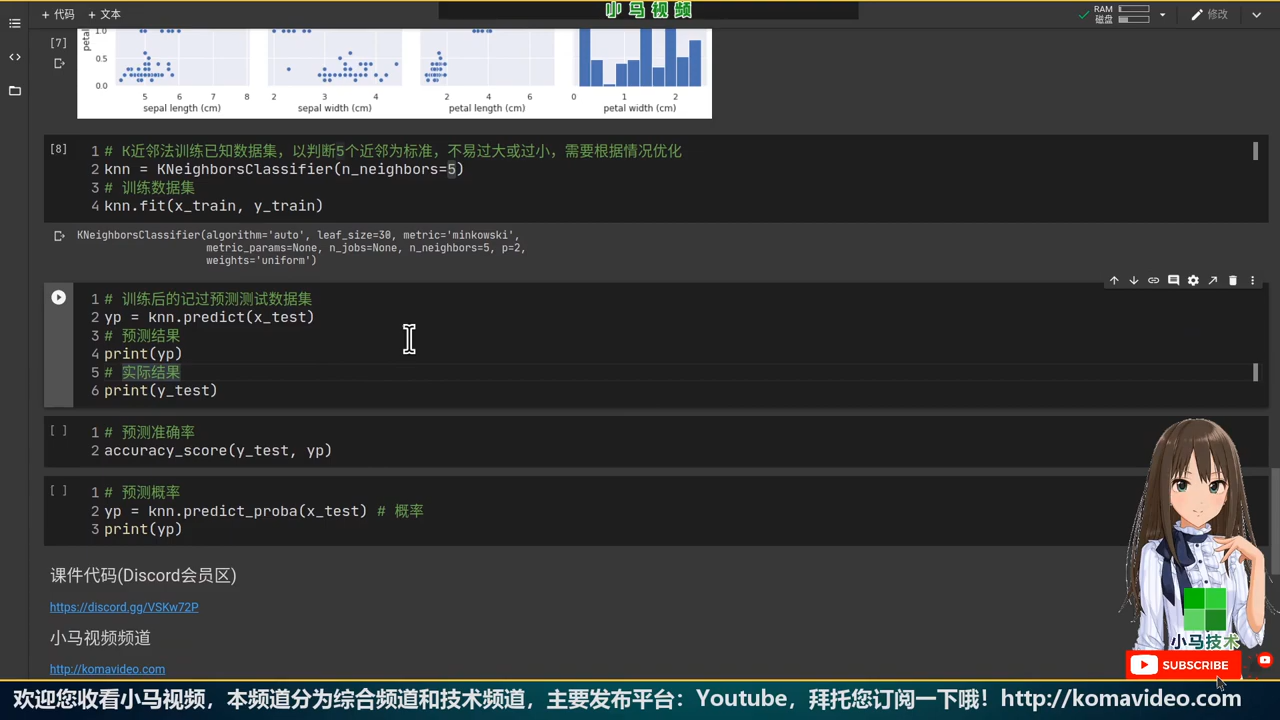 小马视频
+ 代码 + 文本
RAM
磁盘
修改
[7]
petal
1.0
0.5
0.0
5 6 7 8
2 3 4
2 4 6
0 1 2
sepal length (cm)
sepal width (cm)
petal length (cm)
petal width (cm)
[8]
1 # K近邻法训练已知数据集，以判断5个近邻为标准，不易过大或过小，需要根据情况优化
2 knn = KNeighborsClassifier(n_neighbors=5)
3 # 训练数据集
4 knn.fit(x_train, y_train)
KNeighborsClassifier(algorithm='auto', leaf_size=30, metric='minkowski',
metric_params=None, n_jobs=None, n_neighbors=5, p=2,
weights='uniform')
1 # 训练后的记过预测测试数据集
2 yp = knn.predict(x_test)
3 # 预测结果
4 print(yp)
5 # 实际结果
6 print(y_test)
[ ]
1 # 预测准确率
2 accuracy_score(y_test, yp)
[ ]
1 # 预测概率
2 yp = knn.predict_proba(x_test) # 概率
3 print(yp)
课件代码(Discord会员区)
https://discord.gg/VSKw72P
小马视频频道
http://komavideo.com
小马技术
SUBSCRIBE
欢迎您收看小马视频，本频道分为综合频道和技术频道，主要发布平台：Youtube，拜托您订阅一下哦！http://komavideo.com